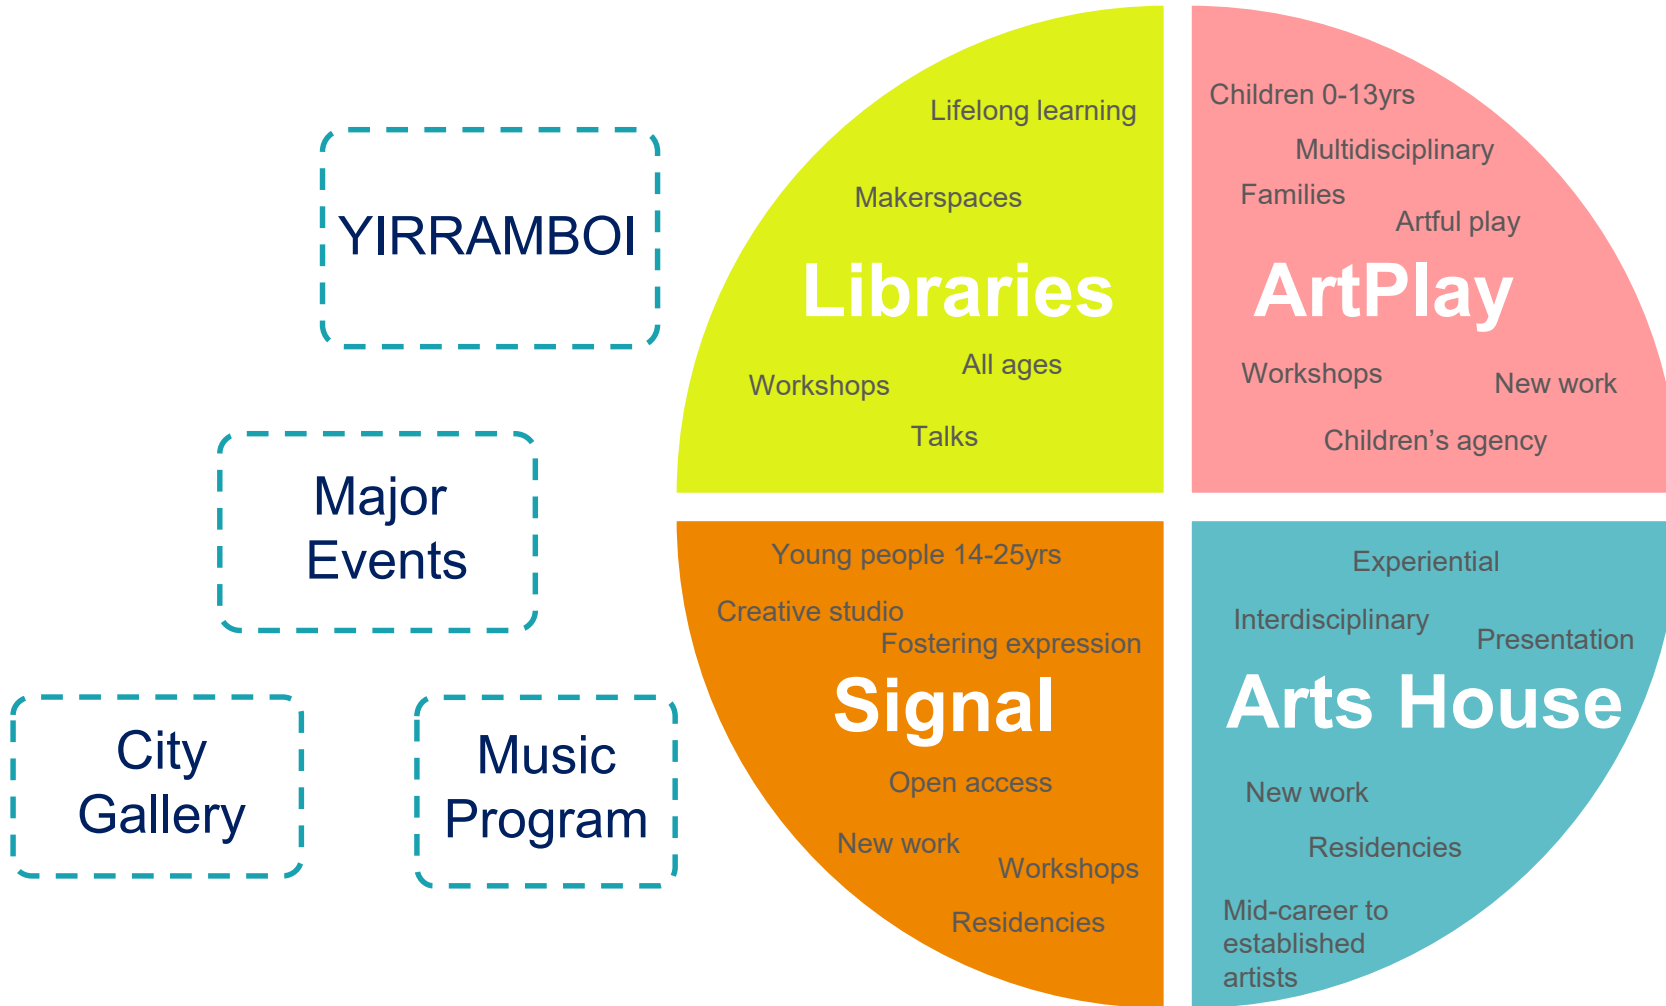 YIRRAMBOI
Major
Events
City
Gallery
Music
Program
Lifelong learning
Makerspaces
Libraries
All ages
Workshops
Talks
Children 0-13yrs
Multidisciplinary
Families
Artful play
ArtPlay
Workshops
New work
Children’s agency
Young people 14-25yrs
Creative studio
Fostering expression
Signal
Open access
New work
Workshops
Residencies
Experiential
Interdisciplinary
Presentation
Arts House
New work
Residencies
Mid-career to
established
artists